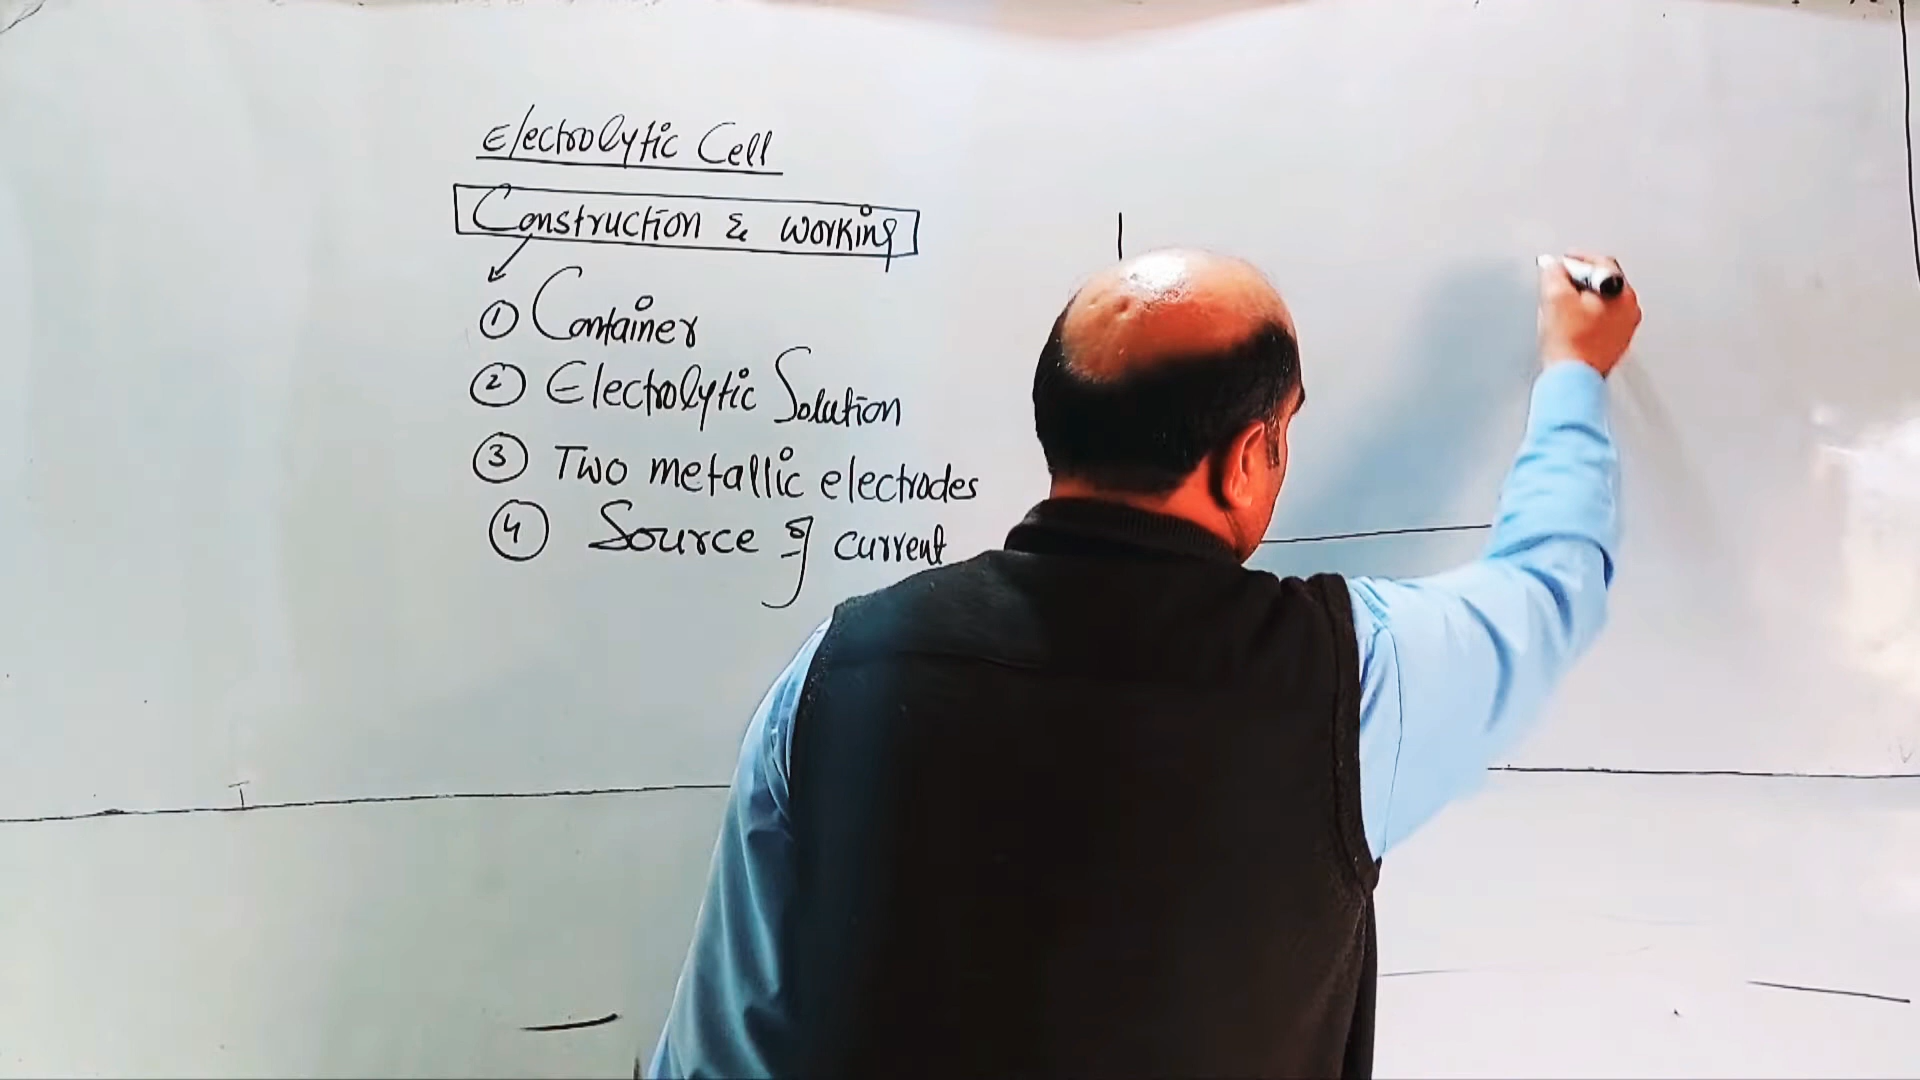 Electrolytic Cell
Construction & working
① Container
② Electrolytic Solution
③ Two metallic electrodes
④ Source of current